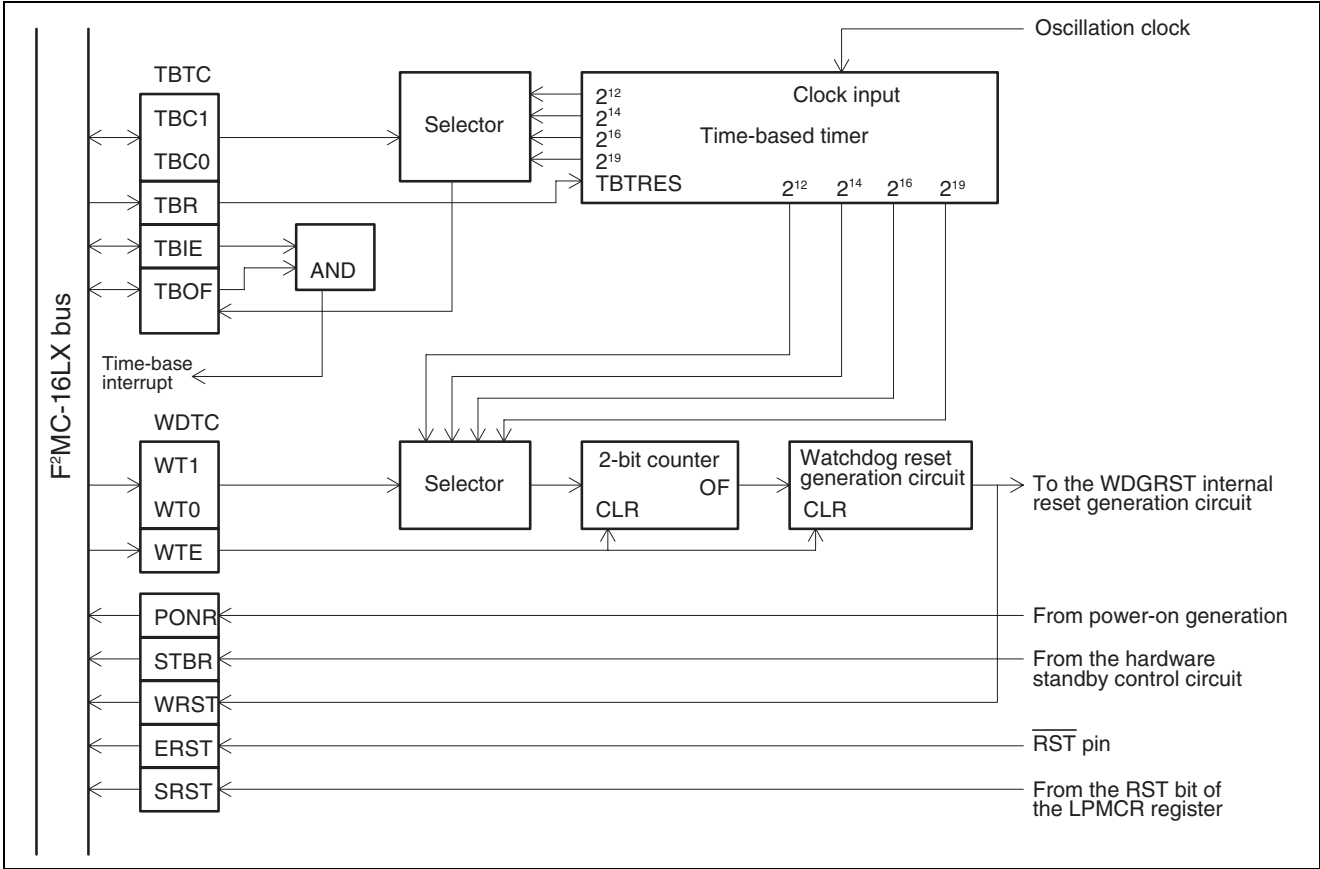 Oscillation clock
TBTC
TBC1
TBC0
TBR
TBIE
TBOF
Selector
AND
2¹² Clock input
2¹⁴
2¹⁶ Time-based timer
2¹⁹
TBTRES 2¹² 2¹⁴ 2¹⁶ 2¹⁹
F²MC-16LX bus
Time-base
interrupt
WDTC
WT1
WT0
WTE
Selector
2-bit counter
OF
CLR
Watchdog reset
generation circuit
CLR
To the WDGRST internal
reset generation circuit
PONR
From power-on generation
STBR
From the hardware
standby control circuit
WRST
ERST
RST pin
SRST
From the RST bit of
the LPMCR register